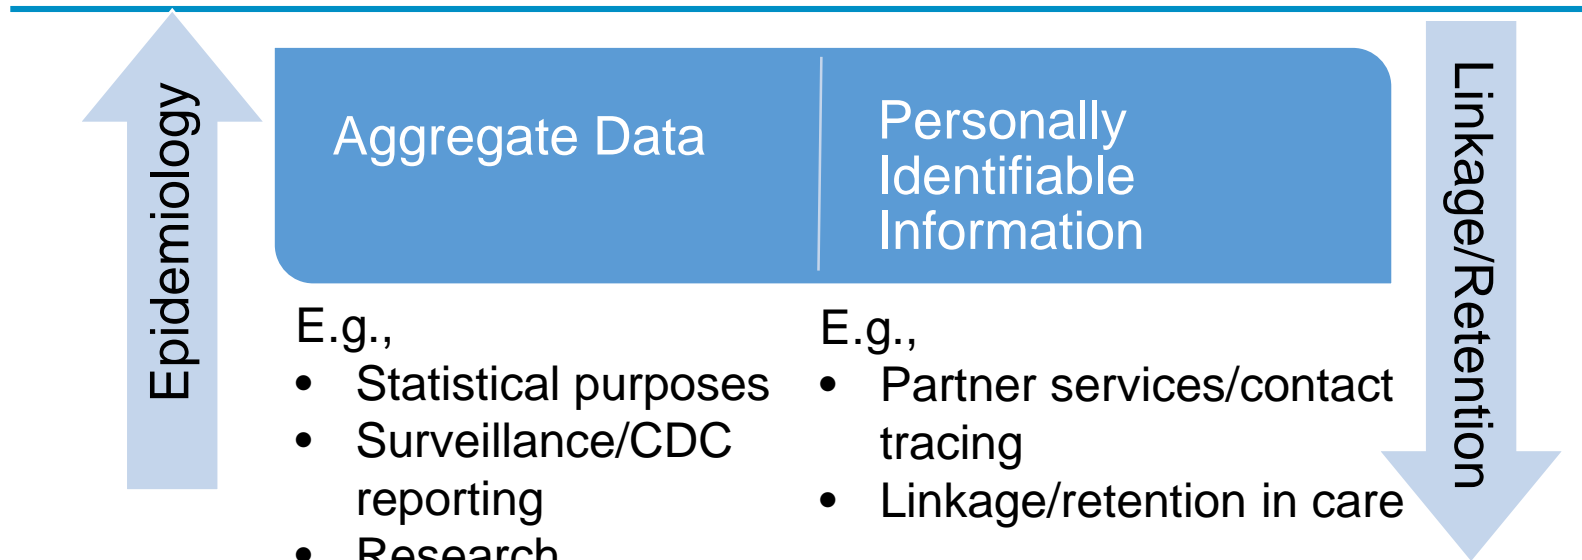 Epidemiology
Aggregate Data
Personally
Identifiable
Information
Linkage/Retention
E.g.,
• Statistical purposes
• Surveillance/CDC
reporting
• Research
E.g.,
• Partner services/contact
tracing
• Linkage/retention in care